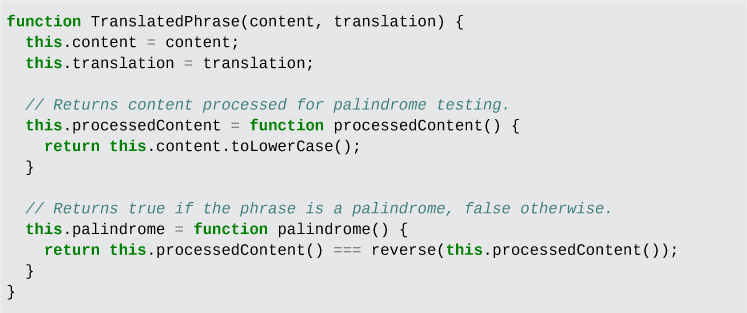 function TranslatedPhrase(content, translation) {
  this.content = content;
  this.translation = translation;

  // Returns content processed for palindrome testing.
  this.processedContent = function processedContent() {
    return this.content.toLowerCase();
  }

  // Returns true if the phrase is a palindrome, false otherwise.
  this.palindrome = function palindrome() {
    return this.processedContent() === reverse(this.processedContent());
  }
}